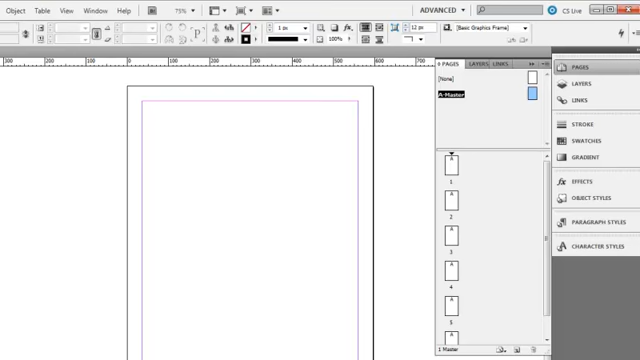 Object Table View Window Help 75% ADVANCED CS Live
1 pt 12 pt [Basic Graphics Frame]
100%
300 200 100 0 100 200 300 400 500 600 700
PAGES LAYERS LINKS
[None]
A-Master
A
1
A
2
A
3
A
4
A
5
A
1 Master
PAGES
LAYERS
LINKS
STROKE
SWATCHES
GRADIENT
EFFECTS
OBJECT STYLES
PARAGRAPH STYLES
CHARACTER STYLES